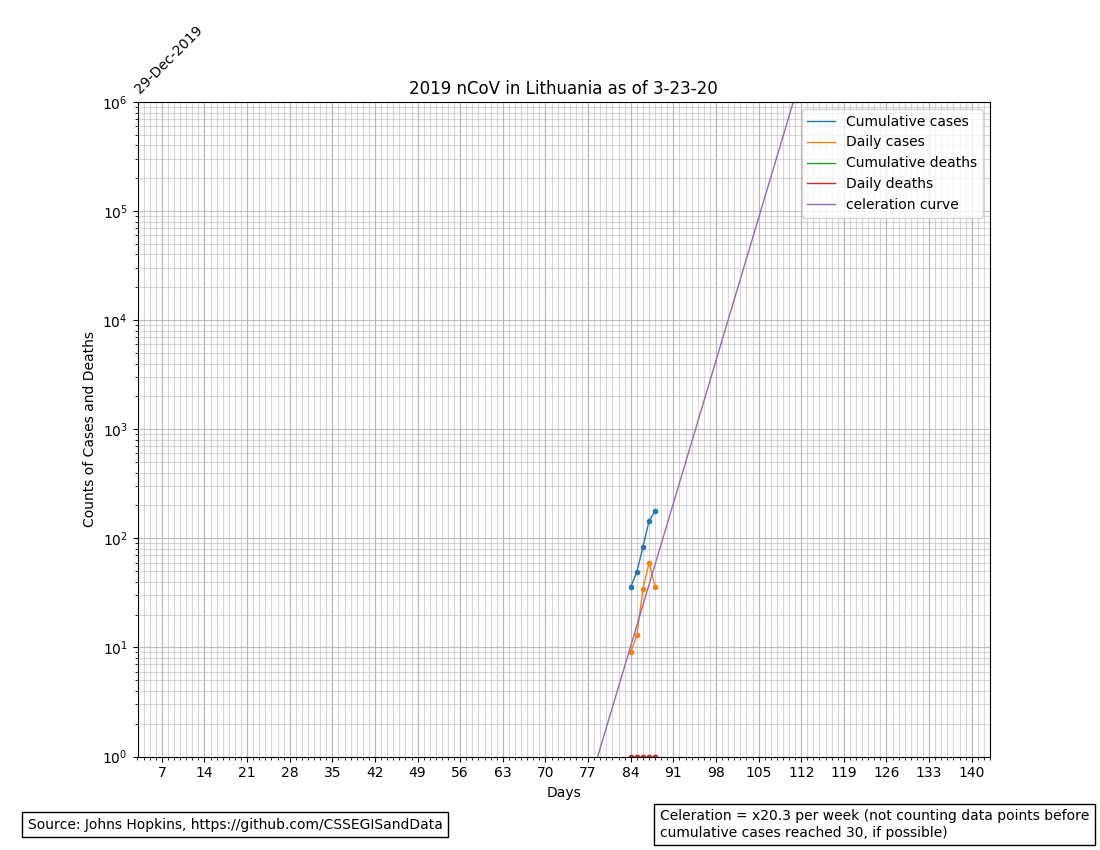 29-Dec-2019
2019 nCoV in Lithuania as of 3-23-20
10^6
10^5
10^4
10^3
10^2
10^1
10^0
Counts of Cases and Deaths
Cumulative cases
Daily cases
Cumulative deaths
Daily deaths
celeration curve
7 14 21 28 35 42 49 56 63 70 77 84 91 98 105 112 119 126 133 140
Days
Source: Johns Hopkins, https://github.com/CSSEGISandData
Celeration = x20.3 per week (not counting data points before
cumulative cases reached 30, if possible)